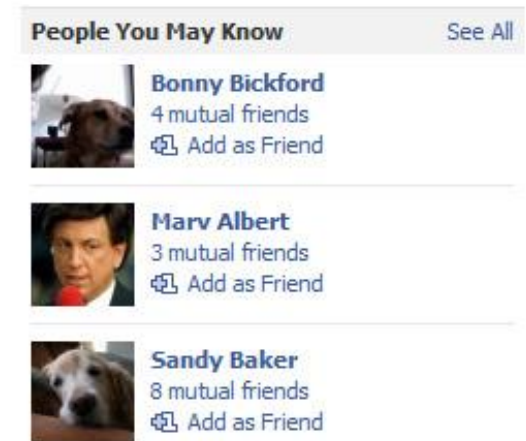 People You May Know See All
Bonny Bickford
4 mutual friends
Add as Friend
Marv Albert
3 mutual friends
Add as Friend
Sandy Baker
8 mutual friends
Add as Friend